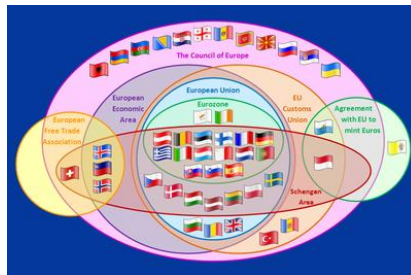 The Council of Europe
European
Economic
Area
European Union
Eurozone
EU
Customs
Union
Agreement
with EU to
mint Euros
European
Free Trade
Association
Schengen
Area